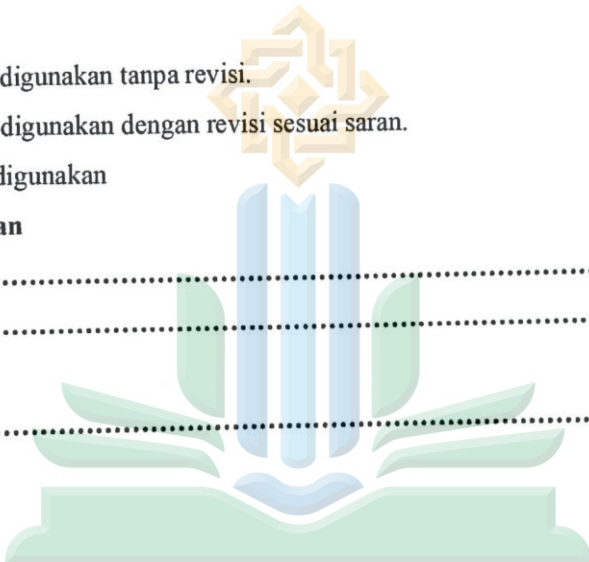 digunakan tanpa revisi.
digunakan dengan revisi sesuai saran.
digunakan
an